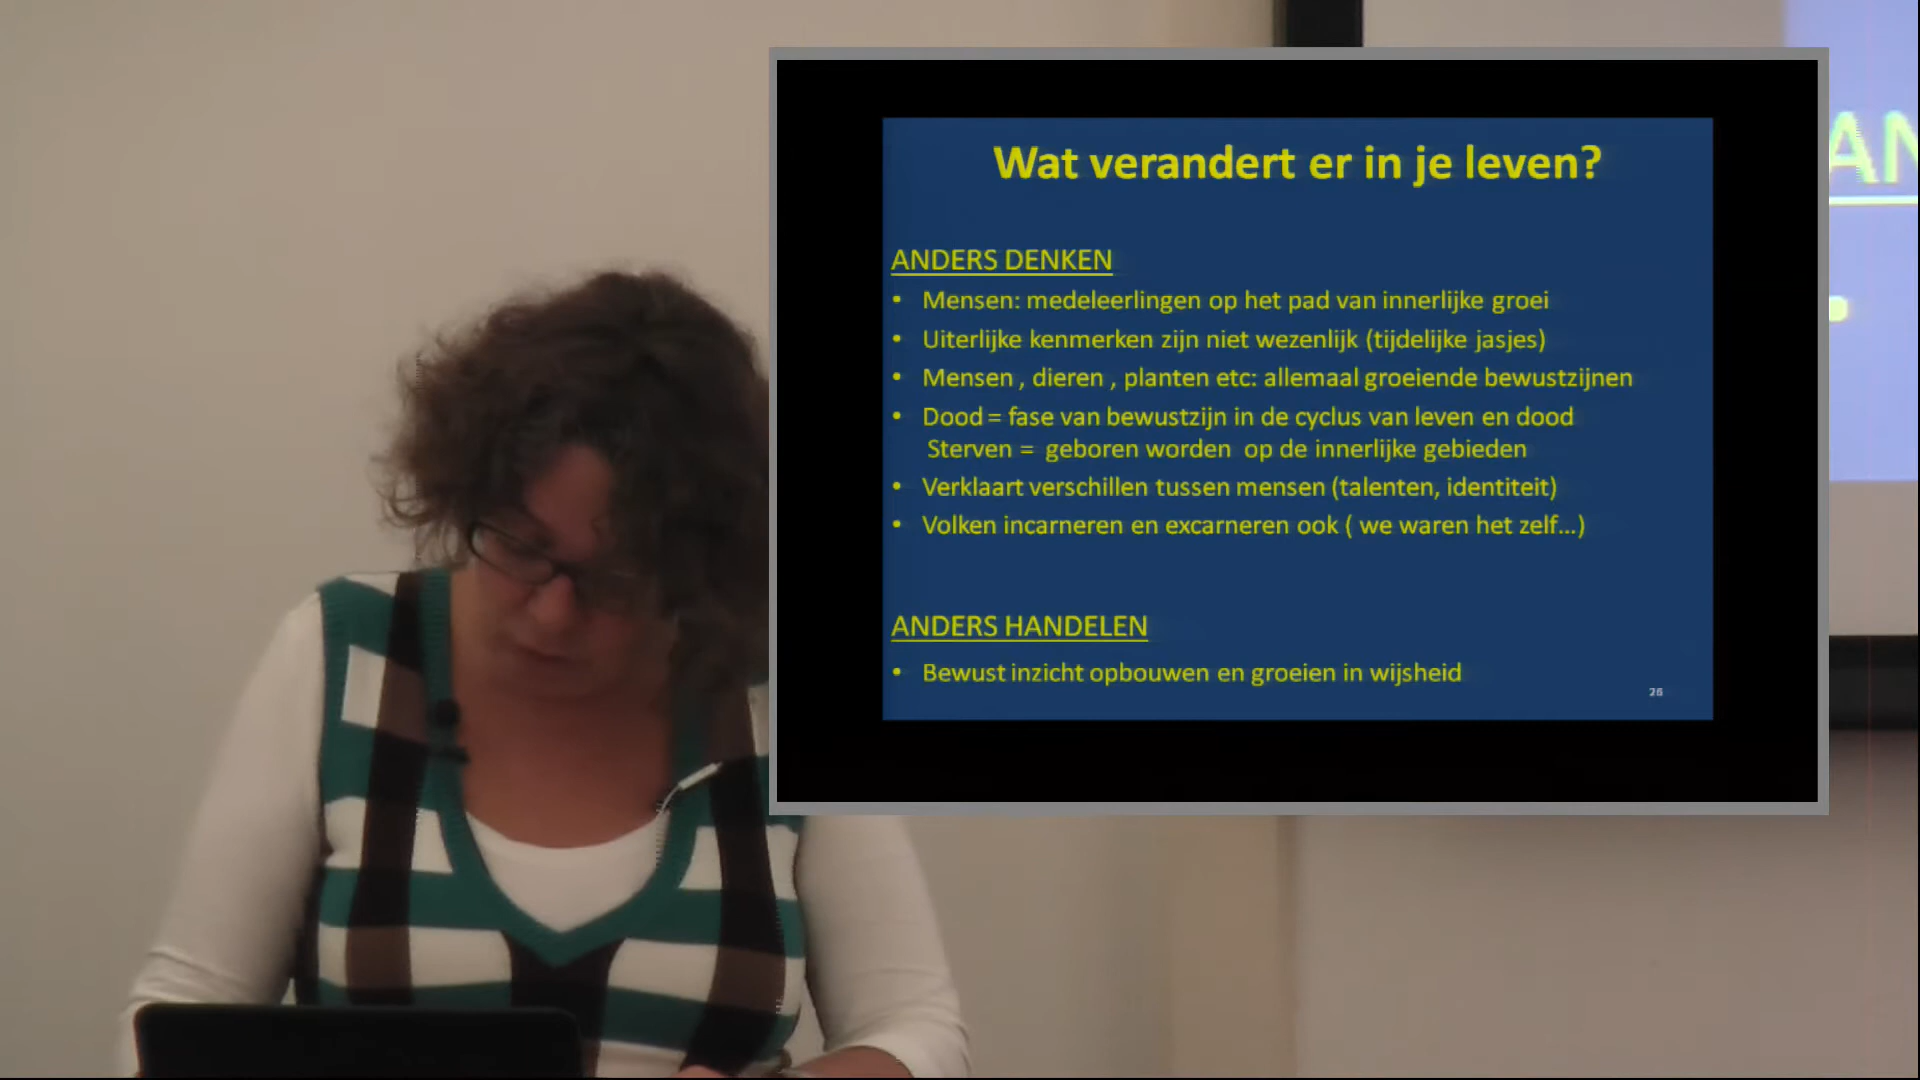 Wat verandert er in je leven?
ANDERS DENKEN
• Mensen: medeleerlingen op het pad van innerlijke groei
• Uiterlijke kenmerken zijn niet wezenlijk (tijdelijke jasjes)
• Mensen , dieren , planten etc: allemaal groeiende bewustzijnen
• Dood = fase van bewustzijn in de cyclus van leven en dood
Sterven = geboren worden op de innerlijke gebieden
• Verklaart verschillen tussen mensen (talenten, identiteit)
• Volken incarneren en excarneren ook ( we waren het zelf...)
ANDERS HANDELEN
• Bewust inzicht opbouwen en groeien in wijsheid
26
AN